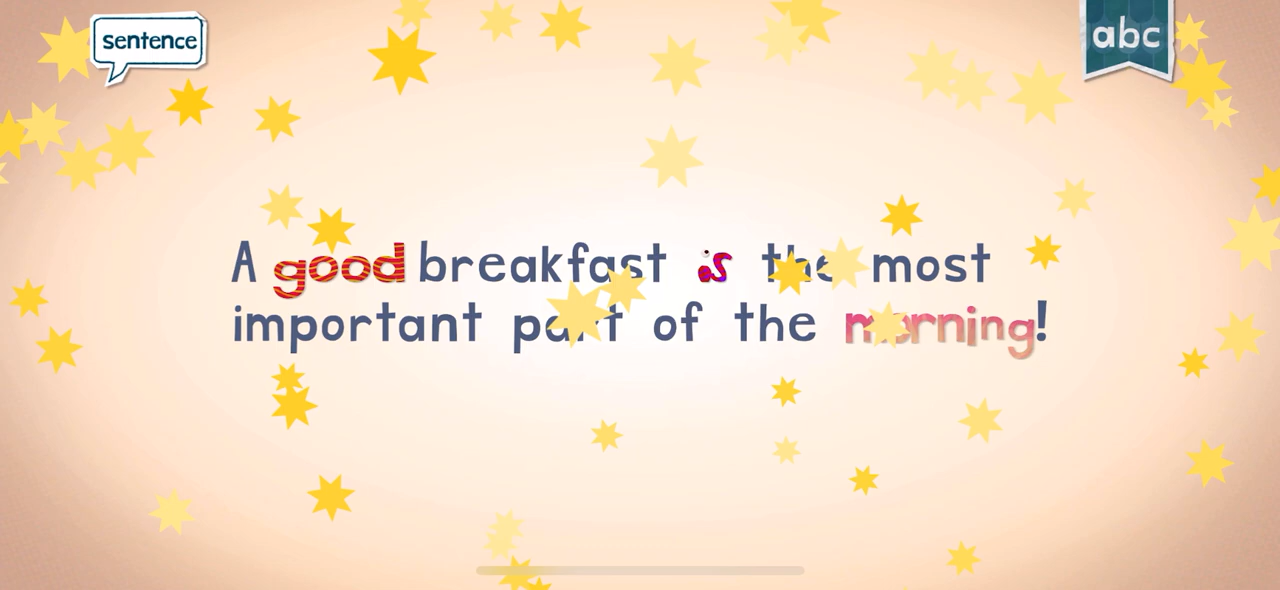 sentence
abc
A good breakfast is the most
important part of the morning!